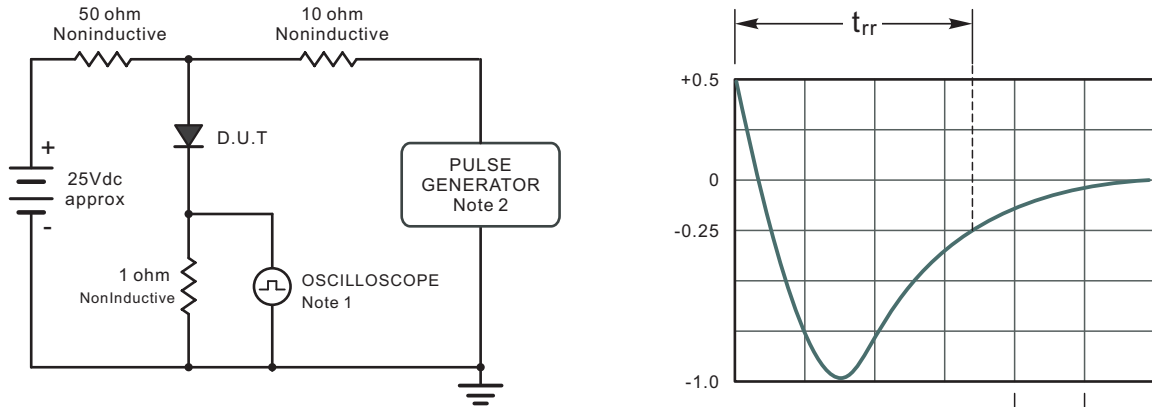 50 ohm
Noninductive
10 ohm
Noninductive
D.U.T
+
25Vdc
approx
-
PULSE
GENERATOR
Note 2
1 ohm
NonInductive
OSCILLOSCOPE
Note 1
trr
+0.5
0
-0.25
-1.0